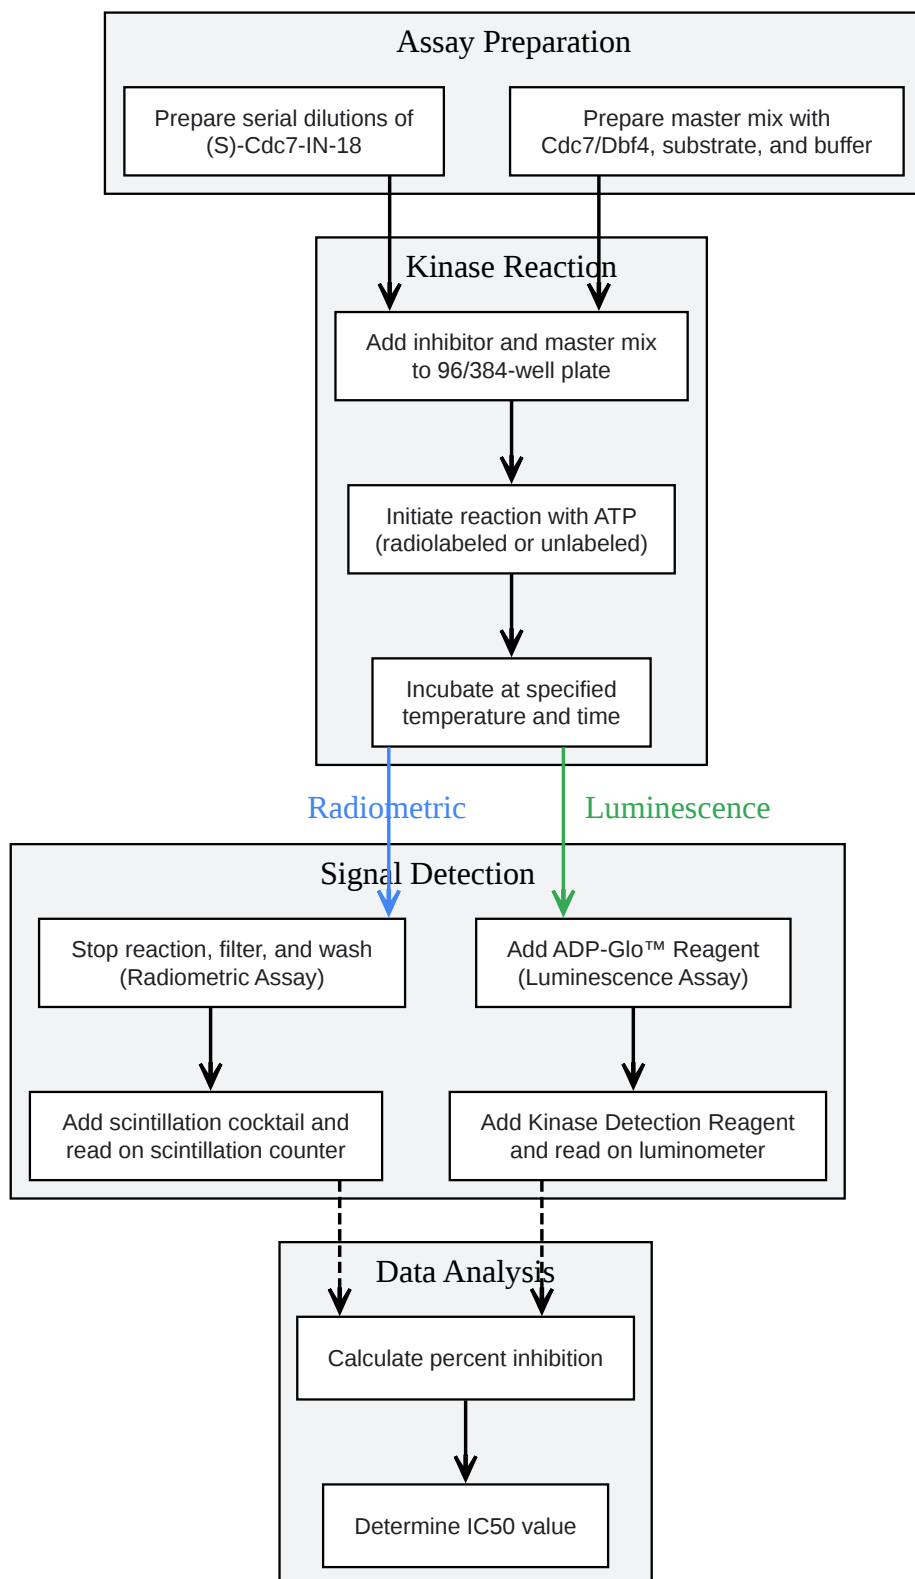 Assay Preparation
Prepare serial dilutions of
(S)-Cdc7-IN-18
Prepare master mix with
Cdc7/Dbf4, substrate, and buffer
Kinase Reaction
Add inhibitor and master mix
to 96/384-well plate
Initiate reaction with ATP
(radiolabeled or unlabeled)
Incubate at specified
temperature and time
Radiometric
Luminescence
Signal Detection
Stop reaction, filter, and wash
(Radiometric Assay)
Add ADP-Glo™ Reagent
(Luminescence Assay)
Add scintillation cocktail and
read on scintillation counter
Add Kinase Detection Reagent
and read on luminometer
Data Analysis
Calculate percent inhibition
Determine IC50 value